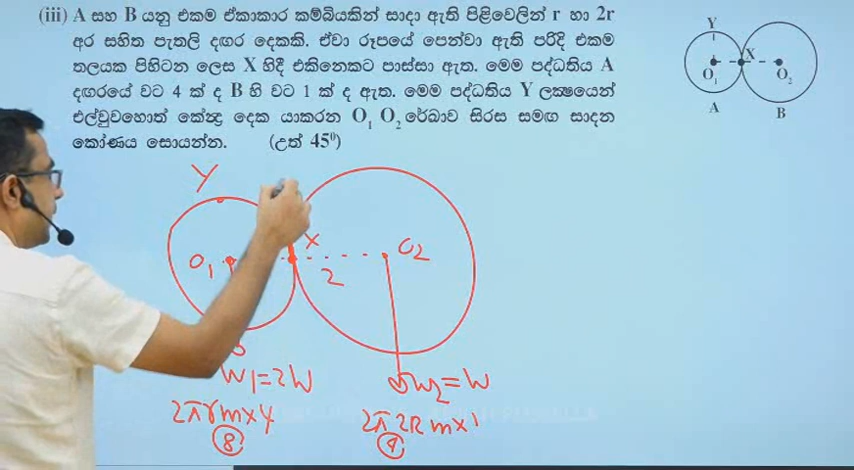 (iii) A සහ B යනු එකම ඒකාකාර කම්බියකින් සාදා ඇති පිළිවෙලින් r හා 2r
අර සහිත පැතලි දඟර දෙකකි. ඒවා රූපයේ පෙන්වා ඇති පරිදි එකම
තලයක පිහිටන ලෙස X හිදී එකිනෙකට පාස්සා ඇත. මෙම පද්ධතිය A
දඟරයේ වට 4 ක් ද B හි වට 1 ක් ද ඇත. මෙම පද්ධතිය Y ලක්‍ෂයෙන්
එල්වුවහොත් කේන්ද්‍ර දෙක යාකරන O₁ O₂ රේඛාව සිරස සමඟ සාදන
කෝණය සොයන්න. (උත් 45⁰)
Y
X
O₁ O₂
A B
Y
X
O₁ O₂
2
W₁=2W W₂=W
2πrm×4 2π2Rm×1
8 4